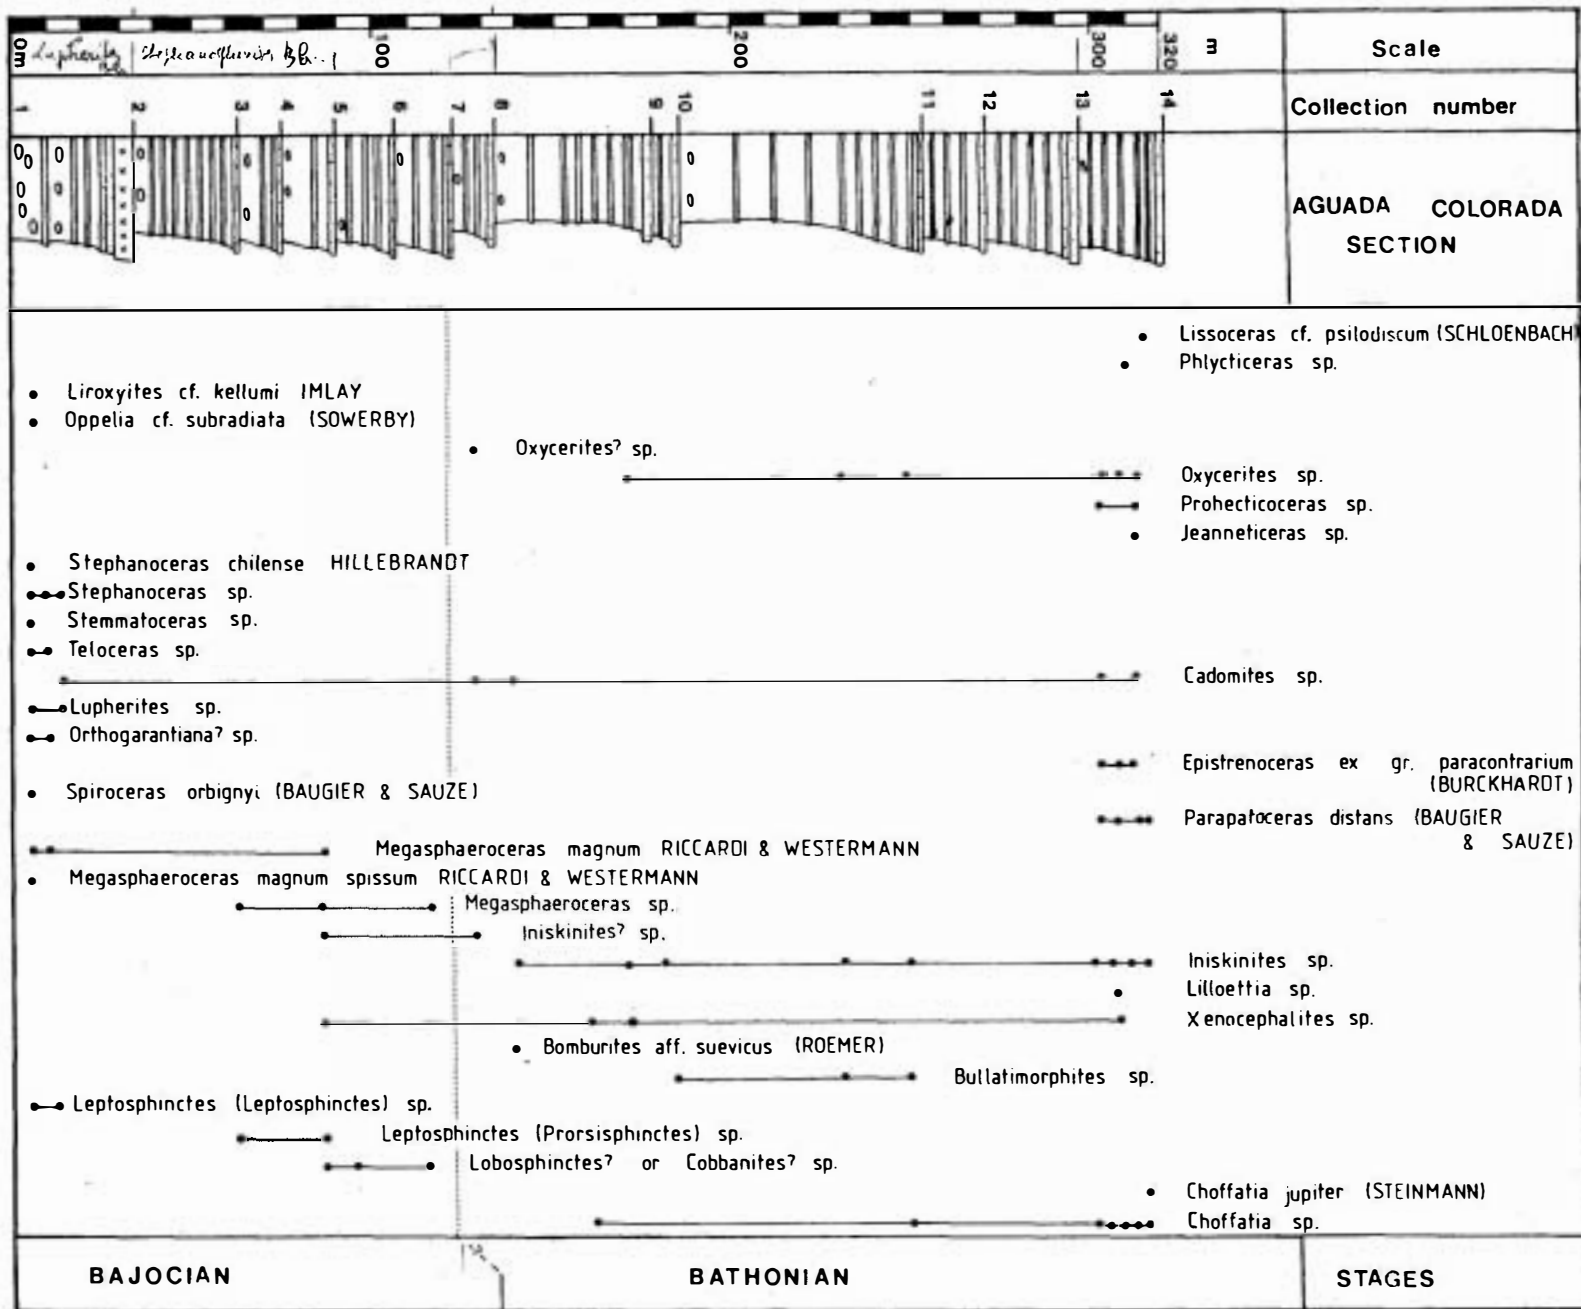 0m 100 200 300 320 m Scale
1 2 3 4 5 6 7 8 9 10 11 12 13 14 Collection number
AGUADA COLORADA
SECTION
Lissoceras cf. psilodiscum (SCHLOENBACH)
Phlycticeras sp.
Liroxyites cf. kellumi IMLAY
Oppelia cf. subradiata (SOWERBY)
Oxycerites? sp.
Oxycerites sp.
Prohecticoceras sp.
Jeanneticeras sp.
Stephanoceras chilense HILLEBRANDT
Stephanoceras sp.
Stemmatoceras sp.
Teloceras sp.
Cadomites sp.
Lupherites sp.
Orthogarantiana? sp.
Epistrenoceras ex gr. paracontrarium
(BURCKHARDT)
Spiroceras orbignyi (BAUGIER & SAUZE)
Parapatoceras distans (BAUGIER
& SAUZE)
Megasphaeroceras magnum RICCARDI & WESTERMANN
Megasphaeroceras magnum spissum RICCARDI & WESTERMANN
Megasphaeroceras sp.
Iniskinites? sp.
Iniskinites sp.
Lilloettia sp.
Xenocephalites sp.
Bomburites aff. suevicus (ROEMER)
Bullatimorphites sp.
Leptosphinctes (Leptosphinctes) sp.
Leptosphinctes (Prorsisphinctes) sp.
Lobosphinctes? or Cobbanites? sp.
Choffatia jupiter (STEINMANN)
Choffatia sp.
BAJOCIAN BATHONIAN STAGES